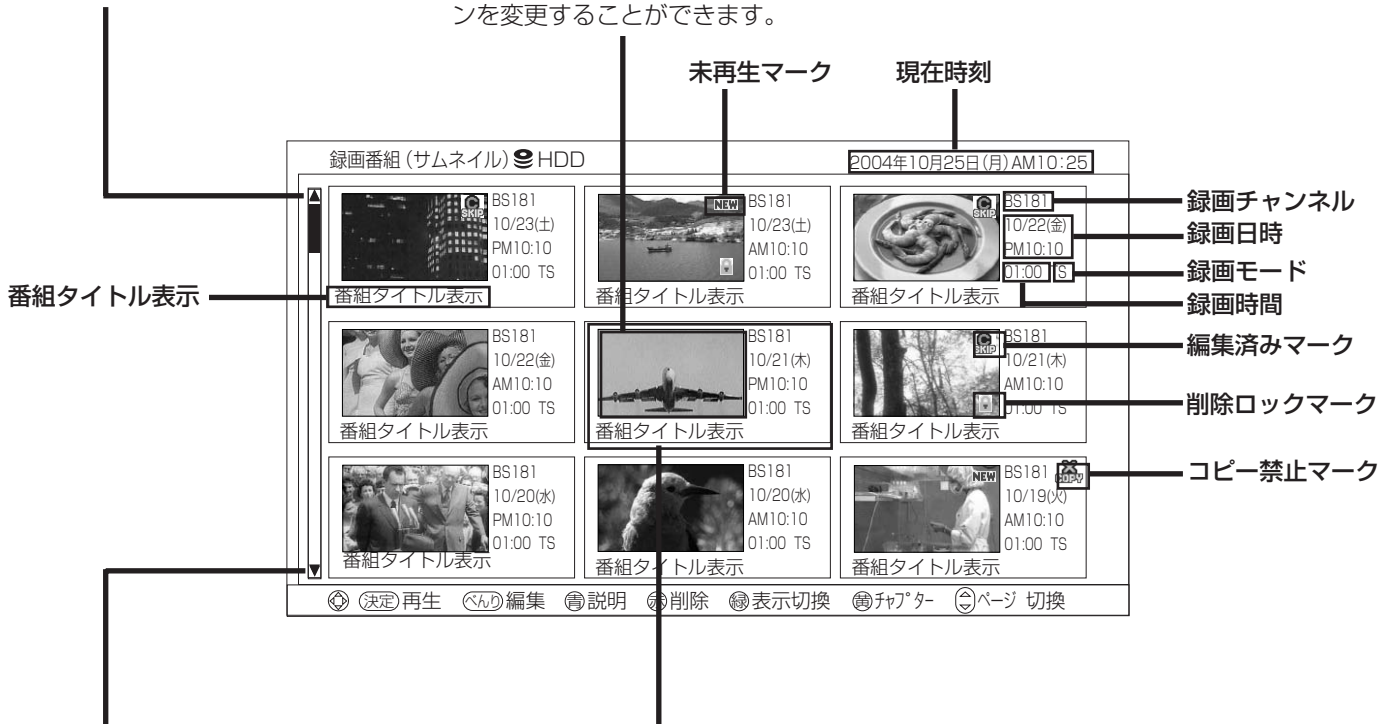 ンを変更することができます。
未再生マーク
現在時刻
録画番組 (サムネイル) HDD
2004年10月25日(月)AM10:25
SKIP
BS181
10/23(土)
PM10:10
01:00 TS
番組タイトル表示
NEW
BS181
10/23(土)
AM10:10
01:00 TS
番組タイトル表示
SKIP
BS181
10/22(金)
PM10:10
01:00 TS
番組タイトル表示
録画チャンネル
録画日時
録画モード
録画時間
番組タイトル表示
BS181
10/22(金)
AM10:10
01:00 TS
番組タイトル表示
BS181
10/21(木)
PM10:10
01:00 TS
番組タイトル表示
SKIP
BS181
10/21(木)
AM10:10
01:00 TS
番組タイトル表示
編集済みマーク
削除ロックマーク
BS181
10/20(水)
PM10:10
01:00 TS
番組タイトル表示
BS181
10/20(水)
AM10:10
01:00 TS
番組タイトル表示
NEW
BS181
COPY
10/19(火)
AM10:10
01:00 TS
番組タイトル表示
コピー禁止マーク
決定 再生 べんり 編集 青 説明 赤 削除 緑 表示切換 黄 ﾁｬﾌﾟﾀｰ ページ 切換